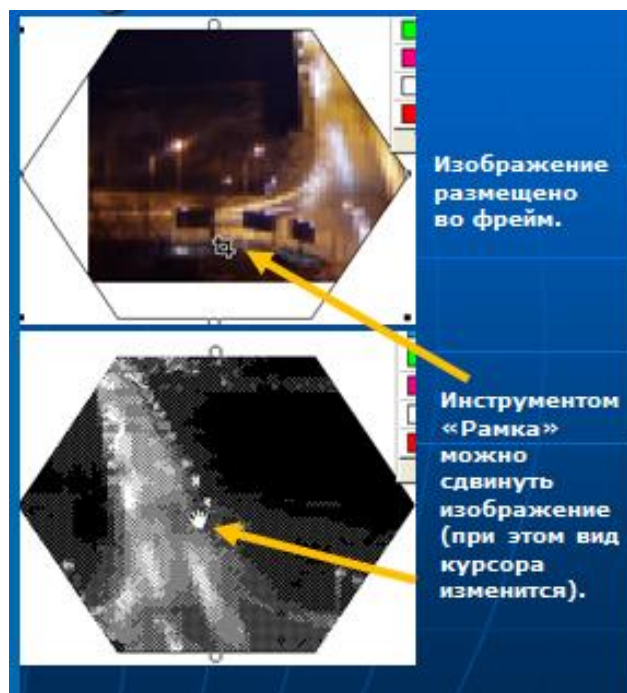 Изображение
размещено
во фрейм.
Инструментом
«Рамка»
можно
сдвинуть
изображение
(при этом вид
курсора
изменится).